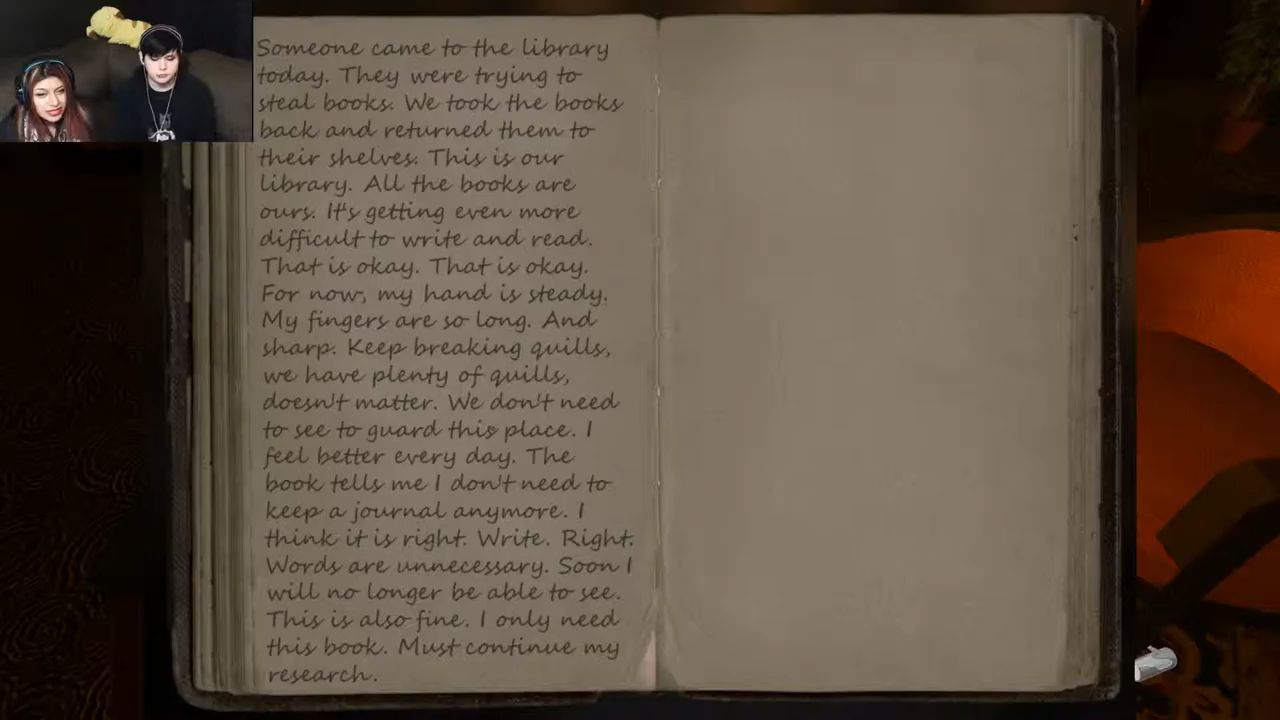 Someone came to the library
today. They were trying to
steal books. We took the books
back and returned them to
their shelves. This is our
library. All the books are
ours. It's getting even more
difficult to write and read.
That is okay. That is okay.
For now, my hand is steady.
My fingers are so long. And
sharp. Keep breaking quills,
we have plenty of quills,
doesn't matter. We don't need
to see to guard this place. I
feel better every day. The
book tells me I don't need to
keep a journal anymore. I
think it is right. Write. Right.
Words are unnecessary. Soon I
will no longer be able to see.
This is also fine. I only need
this book. Must continue my
research.